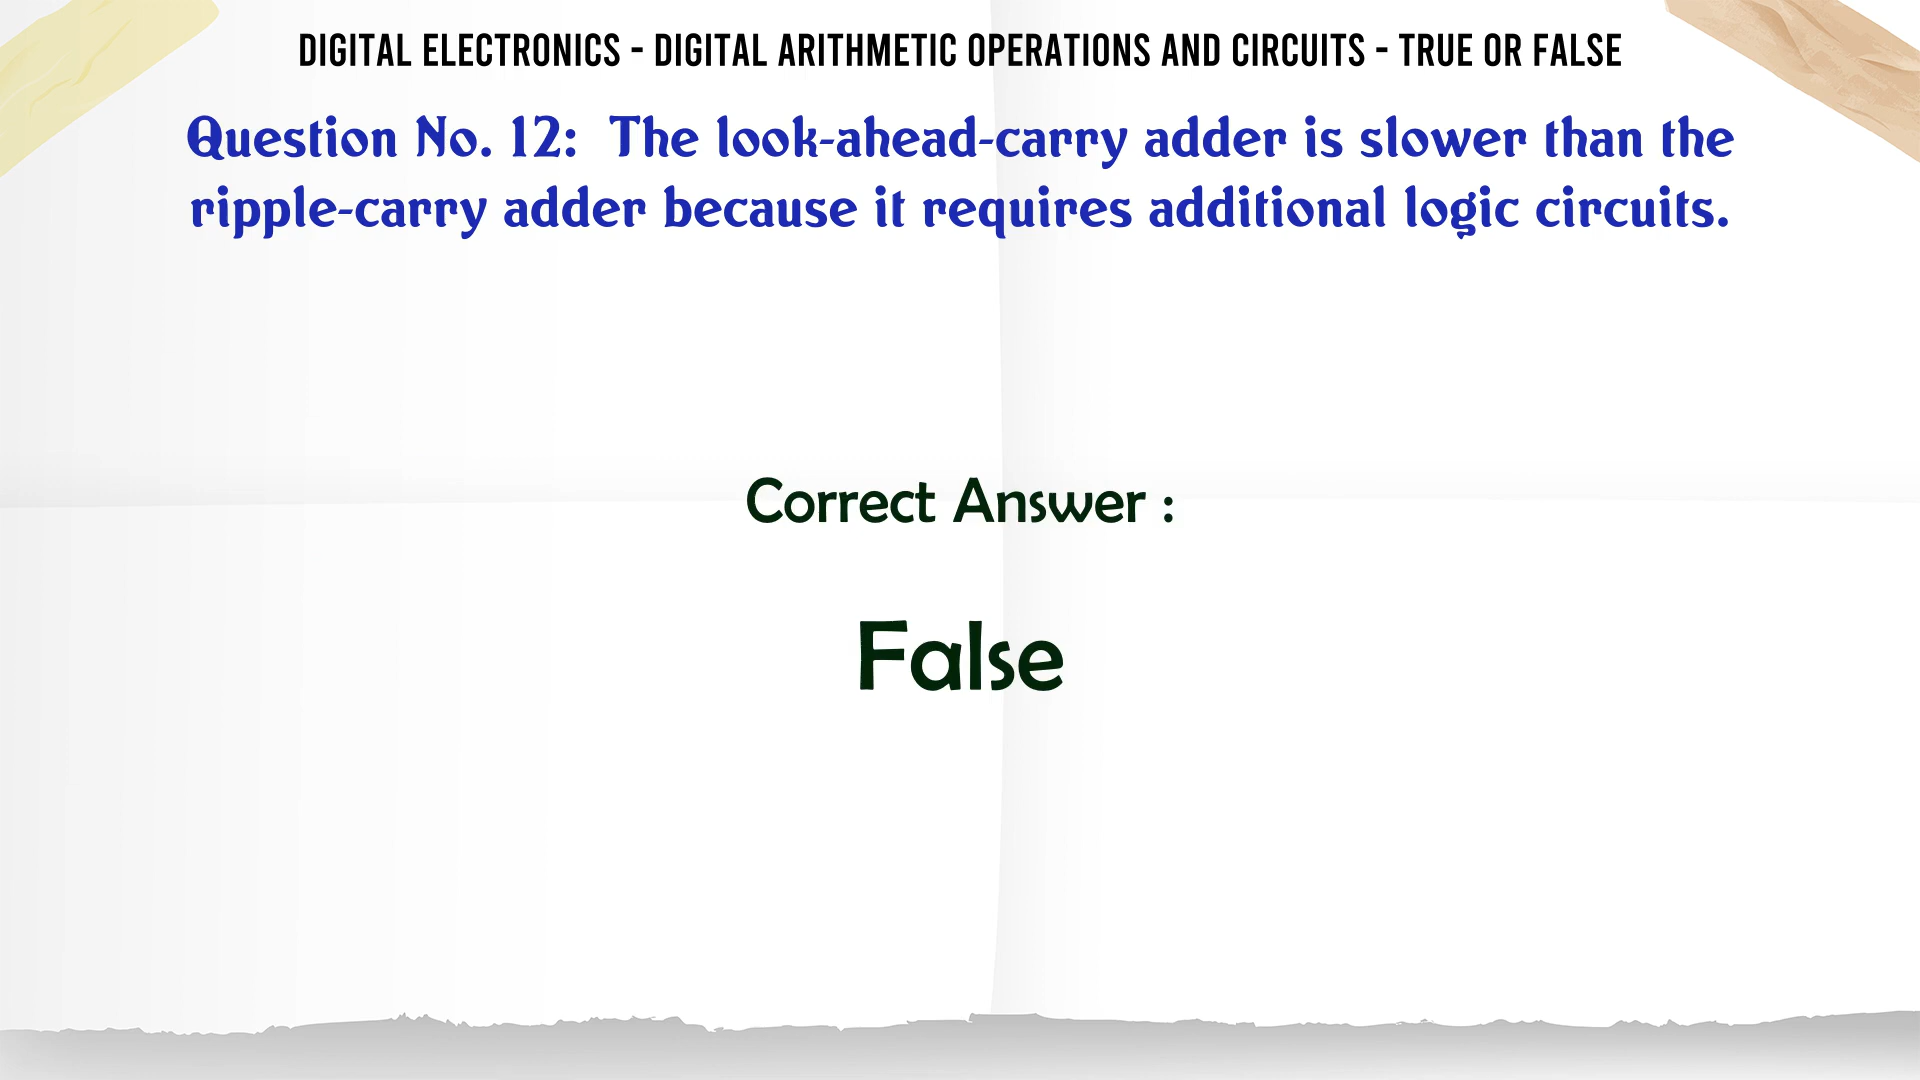 DIGITAL ELECTRONICS - DIGITAL ARITHMETIC OPERATIONS AND CIRCUITS - TRUE OR FALSE
Question No. 12:  The look-ahead-carry adder is slower than the
ripple-carry adder because it requires additional logic circuits.
Correct Answer :
False